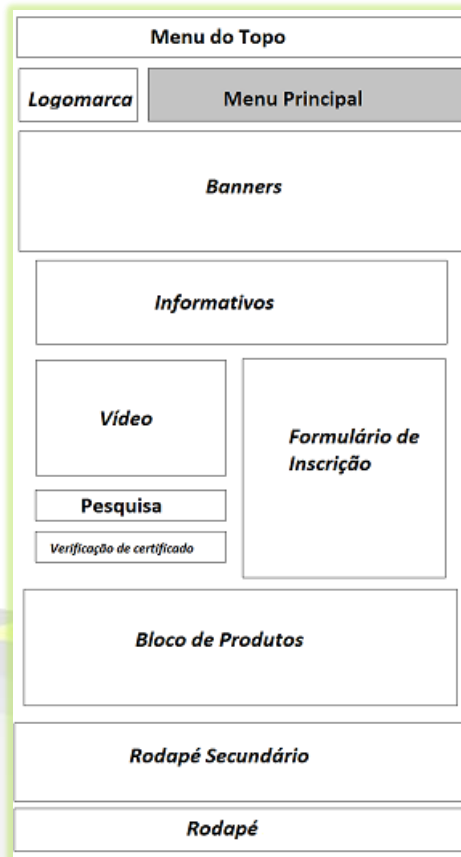 Menu do Topo
Logomarca
Menu Principal
Banners
Informativos
Vídeo
Formulário de
Inscrição
Pesquisa
Verificação de certificado
Bloco de Produtos
Rodapé Secundário
Rodapé